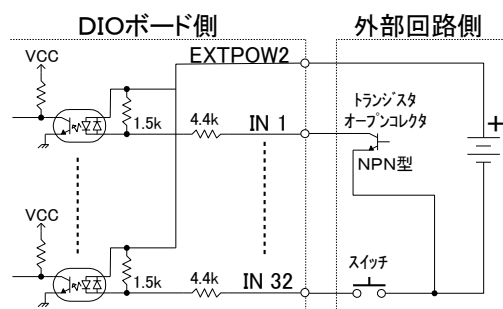 DIOボード側
外部回路側
VCC
EXTPOW2
1.5k
4.4k
IN 1
トランジスタ
オープンコレクタ
NPN型
+
VCC
1.5k
4.4k
IN 32
スイッチ